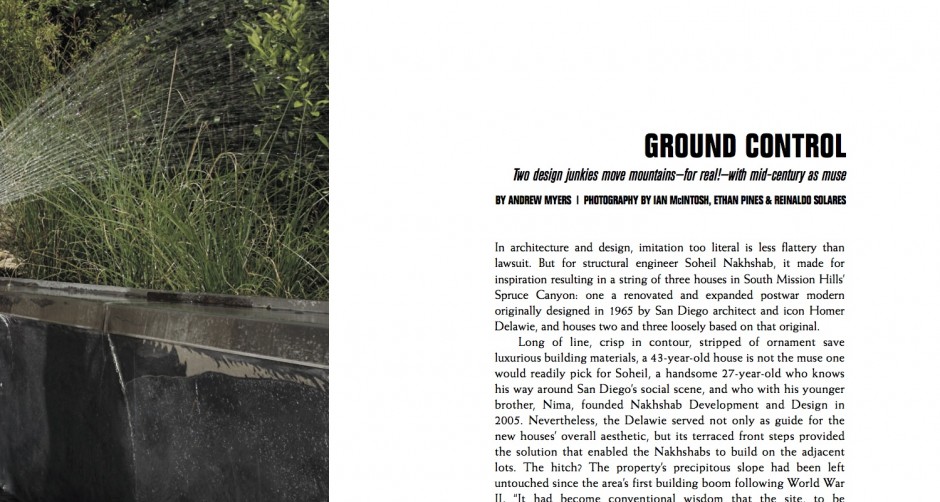 GROUND CONTROL
Two design junkies move mountains—for real!—with mid-century as muse
BY ANDREW MYERS | PHOTOGRAPHY BY IAN McINTOSH, ETHAN PINES & REINALDO SOLARES
In architecture and design, imitation too literal is less flattery than
lawsuit. But for structural engineer Soheil Nakhshab, it made for
inspiration resulting in a string of three houses in South Mission Hills'
Spruce Canyon: one a renovated and expanded postwar modern
originally designed in 1965 by San Diego architect and icon Homer
Delawie, and houses two and three loosely based on that original.
Long of line, crisp in contour, stripped of ornament save
luxurious building materials, a 43-year-old house is not the muse one
would readily pick for Soheil, a handsome 27-year-old who knows
his way around San Diego's social scene, and who with his younger
brother, Nima, founded Nakhshab Development and Design in
2005. Nevertheless, the Delawie served not only as guide for the
new houses' overall aesthetic, but its terraced front steps provided
the solution that enabled the Nakhshabs to build on the adjacent
lots. The hitch? The property's precipitous slope had been left
untouched since the area's first building boom following World War
II. "It had become conventional wisdom that the site, to be